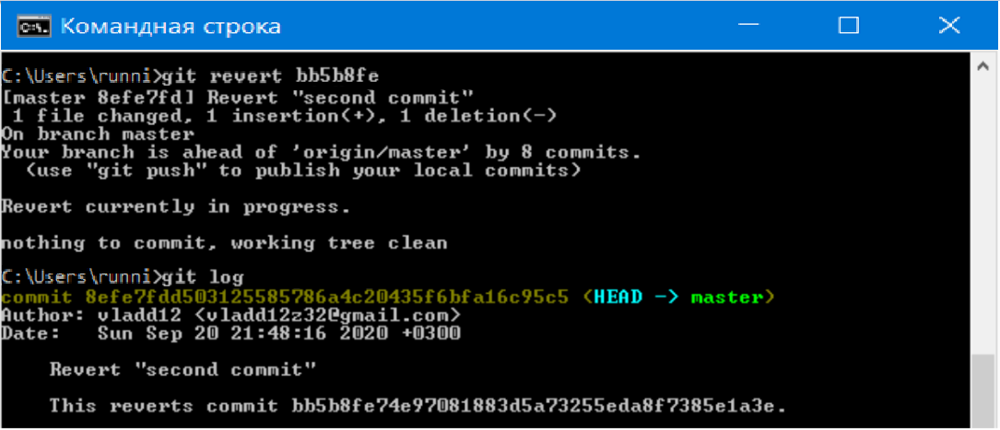 Командная строка
C:\Users\runni>git revert bb5b8fe
[master 8efe7fd] Revert "second commit"
1 file changed, 1 insertion(+), 1 deletion(-)
On branch master
Your branch is ahead of 'origin/master' by 8 commits.
(use "git push" to publish your local commits)
Revert currently in progress.
nothing to commit, working tree clean
C:\Users\runni>git log
commit 8efe7fdd503125585786a4c20435f6bfa16c95c5 (HEAD -> master)
Author: vladd12 <vladd12z32@gmail.com>
Date: Sun Sep 20 21:48:16 2020 +0300
Revert "second commit"
This reverts commit bb5b8fe74e97081883d5a73255eda8f7385e1a3e.